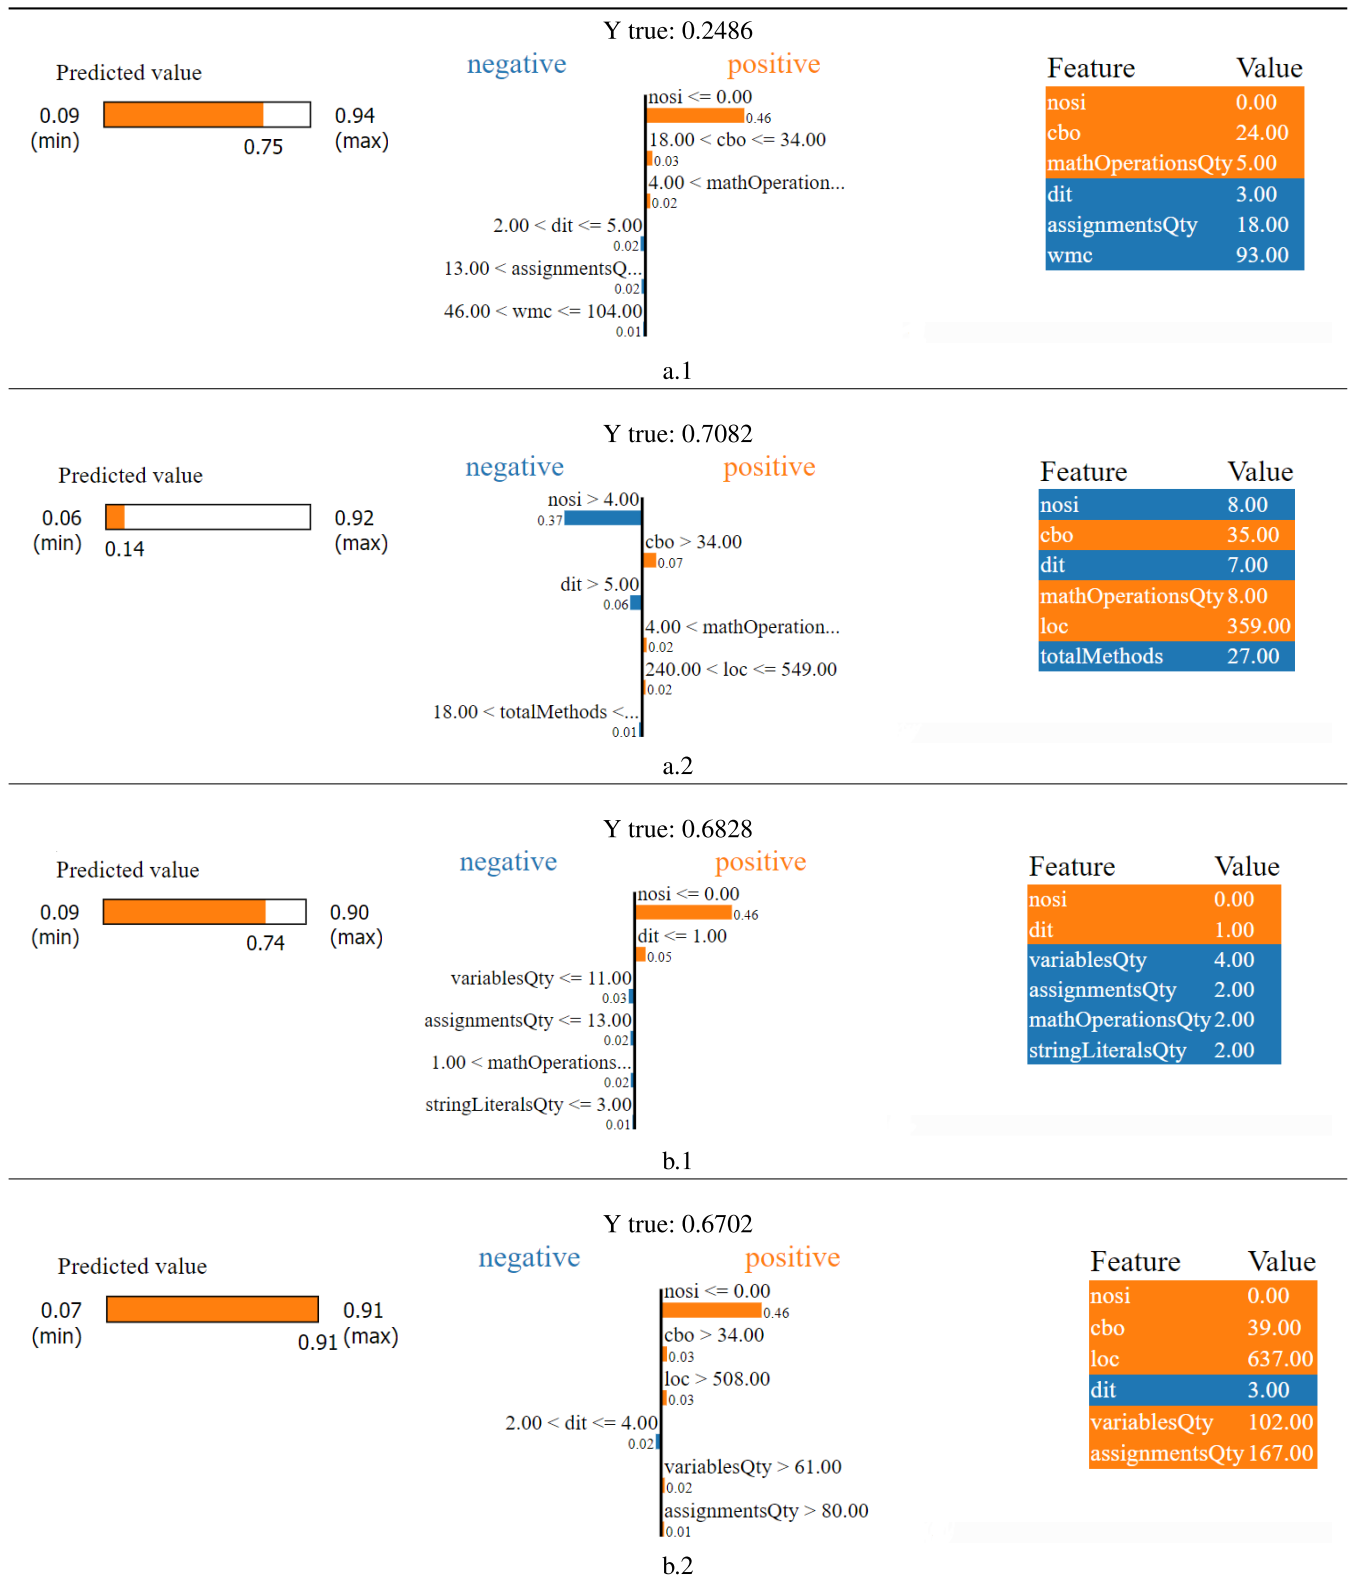 Y true: 0.2486
Predicted value
0.09
(min)
0.75
0.94
(max)
negative
positive
nosi <= 0.00
0.46
18.00 < cbo <= 34.00
0.03
4.00 < mathOperation...
0.02
2.00 < dit <= 5.00
0.02
13.00 < assignmentsQ...
0.02
46.00 < wmc <= 104.00
0.01
Feature Value
nosi 0.00
cbo 24.00
mathOperationsQty 5.00
dit 3.00
assignmentsQty 18.00
wmc 93.00
a.1
Y true: 0.7082
Predicted value
0.06
(min)
0.14
0.92
(max)
negative
positive
nosi > 4.00
0.37
cbo > 34.00
0.07
dit > 5.00
0.06
4.00 < mathOperation...
0.02
240.00 < loc <= 549.00
0.02
18.00 < totalMethods <...
0.01
Feature Value
nosi 8.00
cbo 35.00
dit 7.00
mathOperationsQty 8.00
loc 359.00
totalMethods 27.00
a.2
Y true: 0.6828
Predicted value
0.09
(min)
0.74
0.90
(max)
negative
positive
nosi <= 0.00
0.46
dit <= 1.00
0.05
variablesQty <= 11.00
0.03
assignmentsQty <= 13.00
0.02
1.00 < mathOperations...
0.02
stringLiteralsQty <= 3.00
0.01
Feature Value
nosi 0.00
dit 1.00
variablesQty 4.00
assignmentsQty 2.00
mathOperationsQty 2.00
stringLiteralsQty 2.00
b.1
Y true: 0.6702
Predicted value
0.07
(min)
0.91
0.91
(max)
negative
positive
nosi <= 0.00
0.46
cbo > 34.00
0.03
loc > 508.00
0.03
2.00 < dit <= 4.00
0.02
variablesQty > 61.00
0.02
assignmentsQty > 80.00
0.01
Feature Value
nosi 0.00
cbo 39.00
loc 637.00
dit 3.00
variablesQty 102.00
assignmentsQty 167.00
b.2